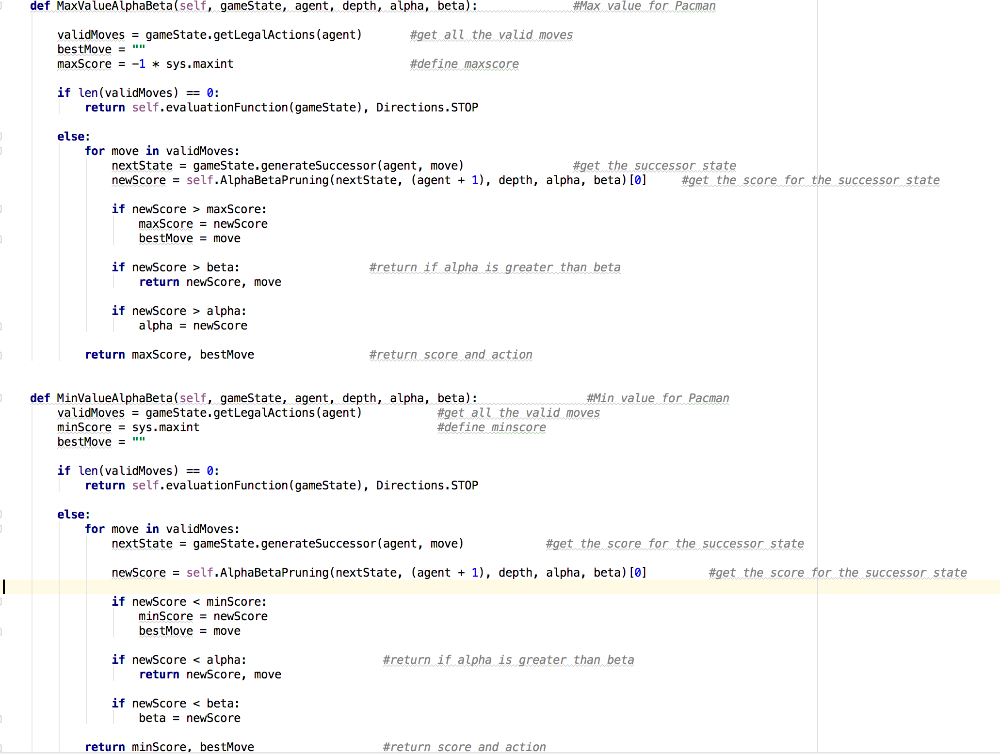 def MaxValueAlphaBeta(self, gameState, agent, depth, alpha, beta): #Max value for Pacman
validMoves = gameState.getLegalActions(agent) #get all the valid moves
bestMove = ""
maxScore = -1 * sys.maxint #define maxscore
if len(validMoves) == 0:
return self.evaluationFunction(gameState), Directions.STOP
else:
for move in validMoves:
nextState = gameState.generateSuccessor(agent, move) #get the successor state
newScore = self.AlphaBetaPruning(nextState, (agent + 1), depth, alpha, beta)[0] #get the score for the successor state
if newScore > maxScore:
maxScore = newScore
bestMove = move
if newScore > beta: #return if alpha is greater than beta
return newScore, move
if newScore > alpha:
alpha = newScore
return maxScore, bestMove #return score and action
def MinValueAlphaBeta(self, gameState, agent, depth, alpha, beta): #Min value for Pacman
validMoves = gameState.getLegalActions(agent) #get all the valid moves
minScore = sys.maxint #define minscore
bestMove = ""
if len(validMoves) == 0:
return self.evaluationFunction(gameState), Directions.STOP
else:
for move in validMoves:
nextState = gameState.generateSuccessor(agent, move) #get the score for the successor state
newScore = self.AlphaBetaPruning(nextState, (agent + 1), depth, alpha, beta)[0] #get the score for the successor state
if newScore < minScore:
minScore = newScore
bestMove = move
if newScore < alpha: #return if alpha is greater than beta
return newScore, move
if newScore < beta:
beta = newScore
return minScore, bestMove #return score and action